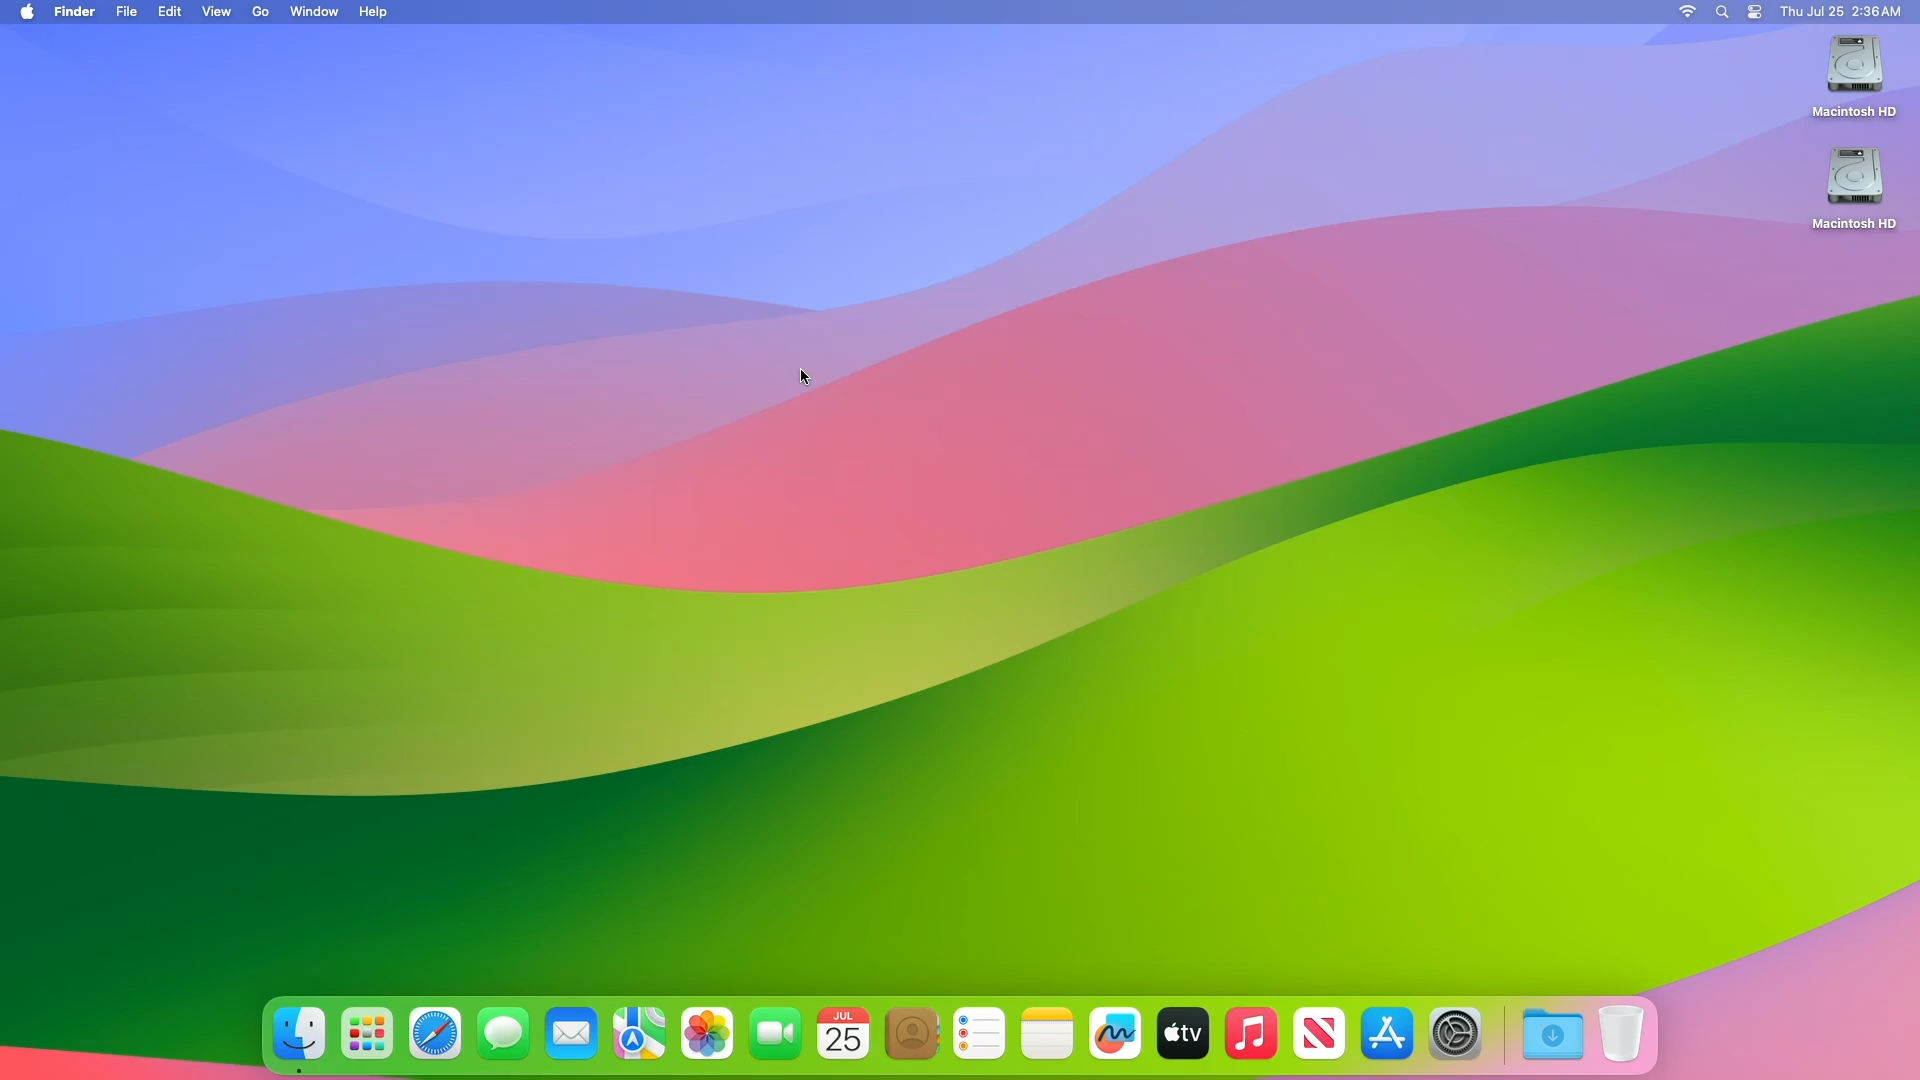 Finder File Edit View Go Window Help Thu Jul 25 2:36 AM
Macintosh HD
Macintosh HD
JUL
25
tv